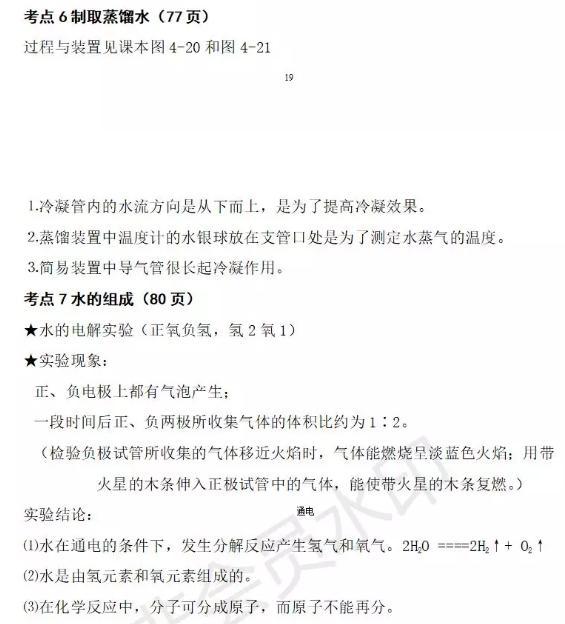 考点 6 制取蒸馏水（77 页）
过程与装置见课本图 4-20 和图 4-21
19
1.冷凝管内的水流方向是从下而上，是为了提高冷凝效果。
2.蒸馏装置中温度计的水银球放在支管口处是为了测定水蒸气的温度。
3.简易装置中导气管很长起冷凝作用。
考点 7 水的组成（80 页）
★水的电解实验（正氧负氢，氢 2 氧 1）
★实验现象：
正、负电极上都有气泡产生；
一段时间后正、负两极所收集气体的体积比约为 1∶2。
（检验负极试管所收集的气体移近火焰时，气体能燃烧呈淡蓝色火焰；用带
火星的木条伸入正极试管中的气体，能使带火星的木条复燃。）
实验结论：
通电
⑴水在通电的条件下，发生分解反应产生氢气和氧气。2H₂O ====2H₂↑+ O₂↑
⑵水是由氢元素和氧元素组成的。
⑶在化学反应中，分子可分成原子，而原子不能再分。
会员水印